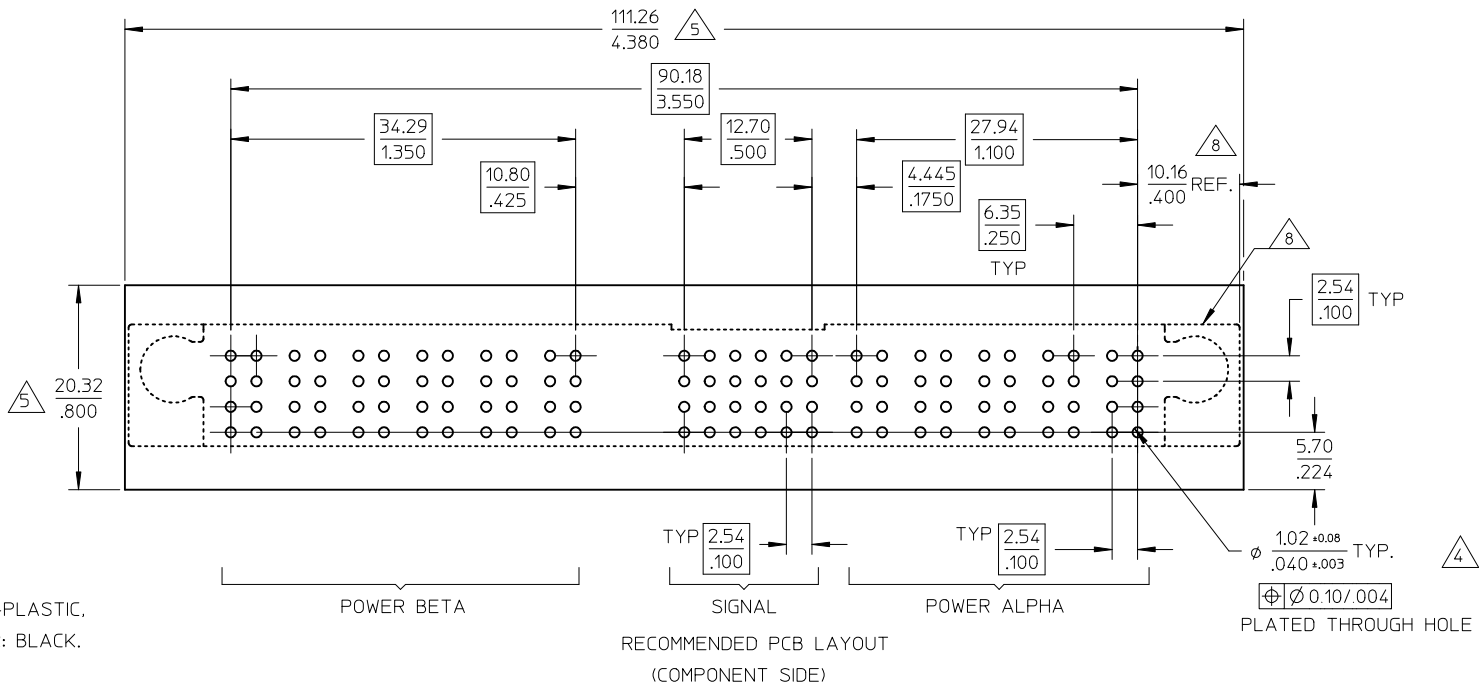 111.26
4.380
5
90.18
3.550
34.29
1.350
12.70
.500
27.94
1.100
8
10.80
.425
4.445
.1750
10.16
.400
REF.
6.35
.250
TYP
8
2.54
.100
TYP
5
20.32
.800
5.70
.224
TYP
2.54
.100
TYP
2.54
.100
⌀ 1.02 ±0.08
.040 ±.003
TYP.
4
⌖ ⌀ 0.10/.004
PLATED THROUGH HOLE
POWER BETA
SIGNAL
POWER ALPHA
PLASTIC,
: BLACK.
RECOMMENDED PCB LAYOUT
(COMPONENT SIDE)